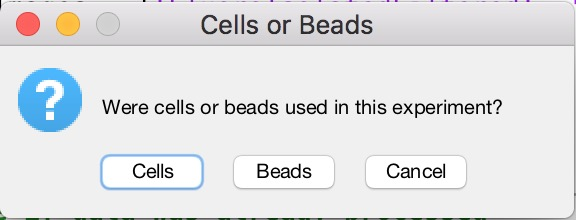 Cells or Beads
Were cells or beads used in this experiment?
Cells
Beads
Cancel